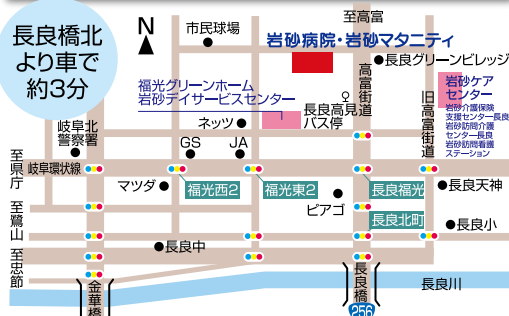 長良橋北
より車で
約3分
N
市民球場
至高富
岩砂病院・岩砂マタニティ
長良グリーンビレッジ
福光グリーンホーム
岩砂デイサービスセンター
高富街道
長良高見
バス停
旧高富街道
岩砂ケア
センター
岩砂介護保険
支援センター長良
岩砂訪問介護
センター長良
岩砂訪問看護
ステーション
ネッツ
岐阜北
警察署
GS
JA
至県庁
岐阜環状線
マツダ
福光西2
福光東2
ピアゴ
長良福光
長良天神
至鷺山
長良北町
長良小
長良中
至忠節
金華橋
長良橋
256
長良川